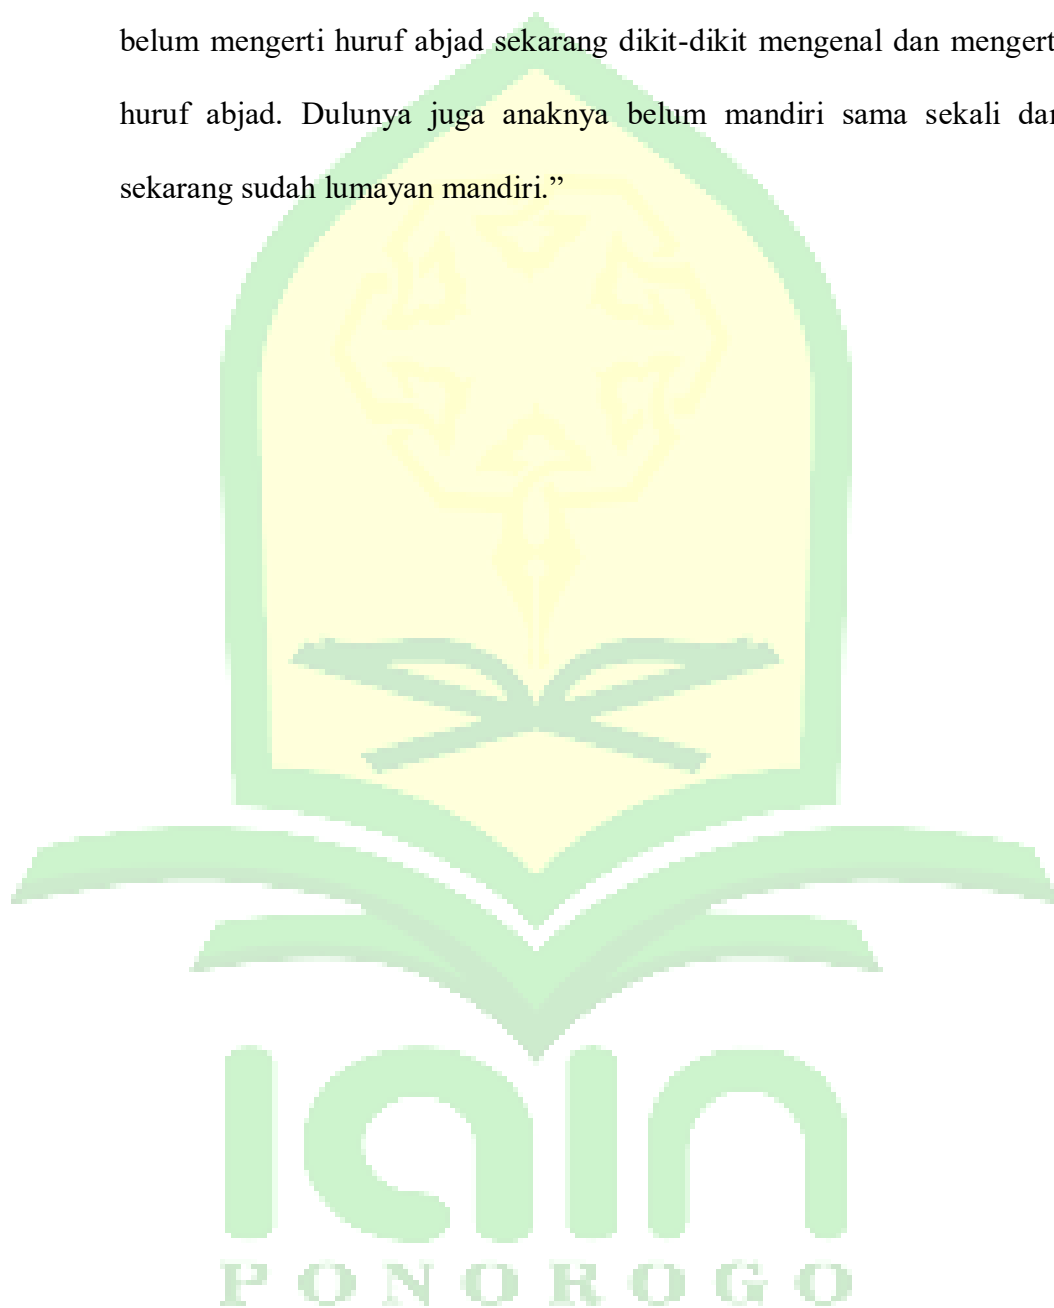 belum mengerti huruf abjad sekarang dikit-dikit mengenal dan mengert
huruf abjad. Dulunya juga anaknya belum mandiri sama sekali dan
sekarang sudah lumayan mandiri.”
iain
PONOROGO